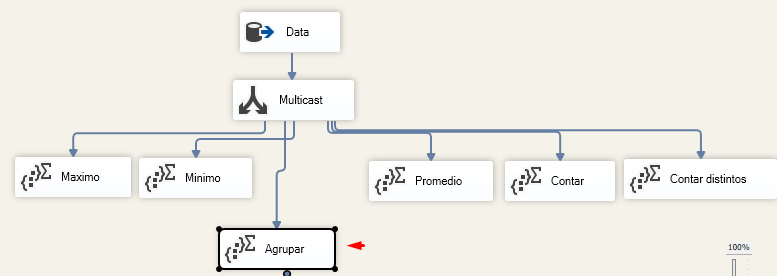 Data
Multicast
Maximo
Minimo
Promedio
Contar
Contar distintos
Agrupar
100%